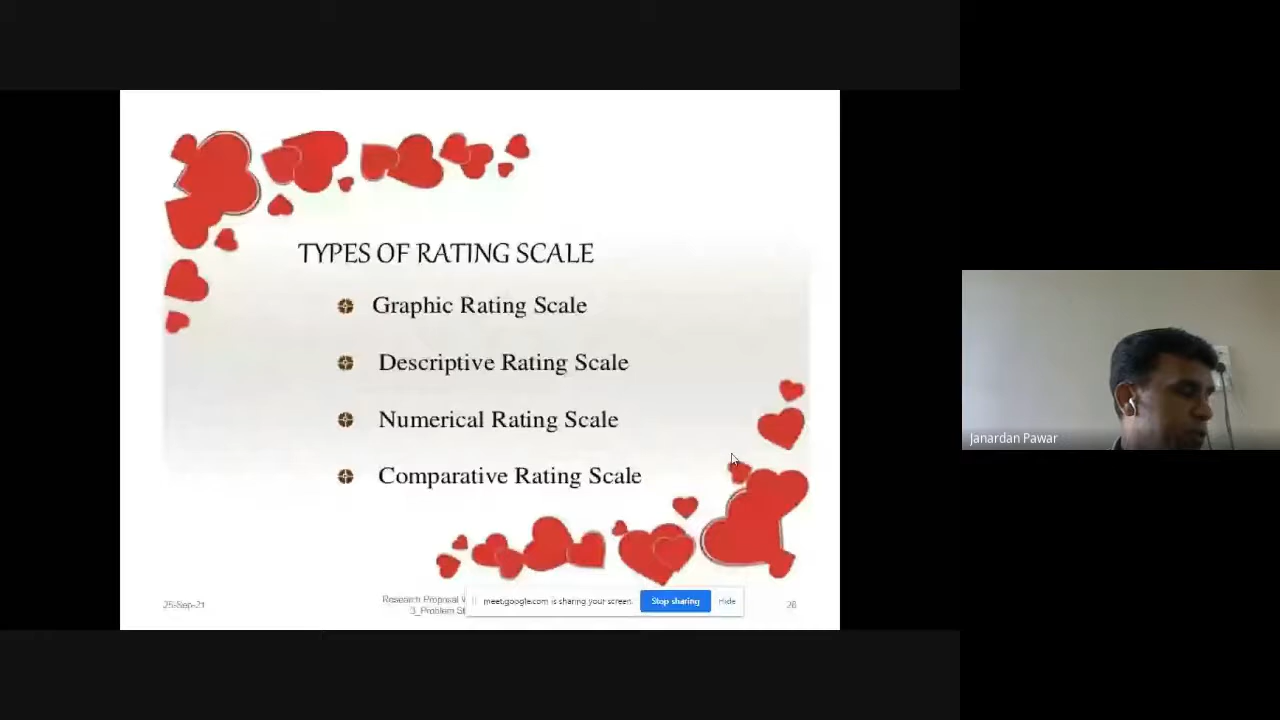 TYPES OF RATING SCALE
Graphic Rating Scale
Descriptive Rating Scale
Numerical Rating Scale
Comparative Rating Scale
Janardan Pawar
25-Sep-21
Research Proposal
3_Problem
meet.google.com is sharing your screen.
Stop sharing
Hide
26